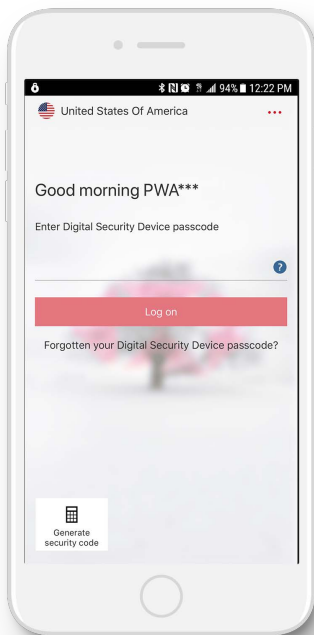 94% 12:22 PM
United States Of America
Good morning PWA***
Enter Digital Security Device passcode
?
Log on
Forgotten your Digital Security Device passcode?
Generate
security code